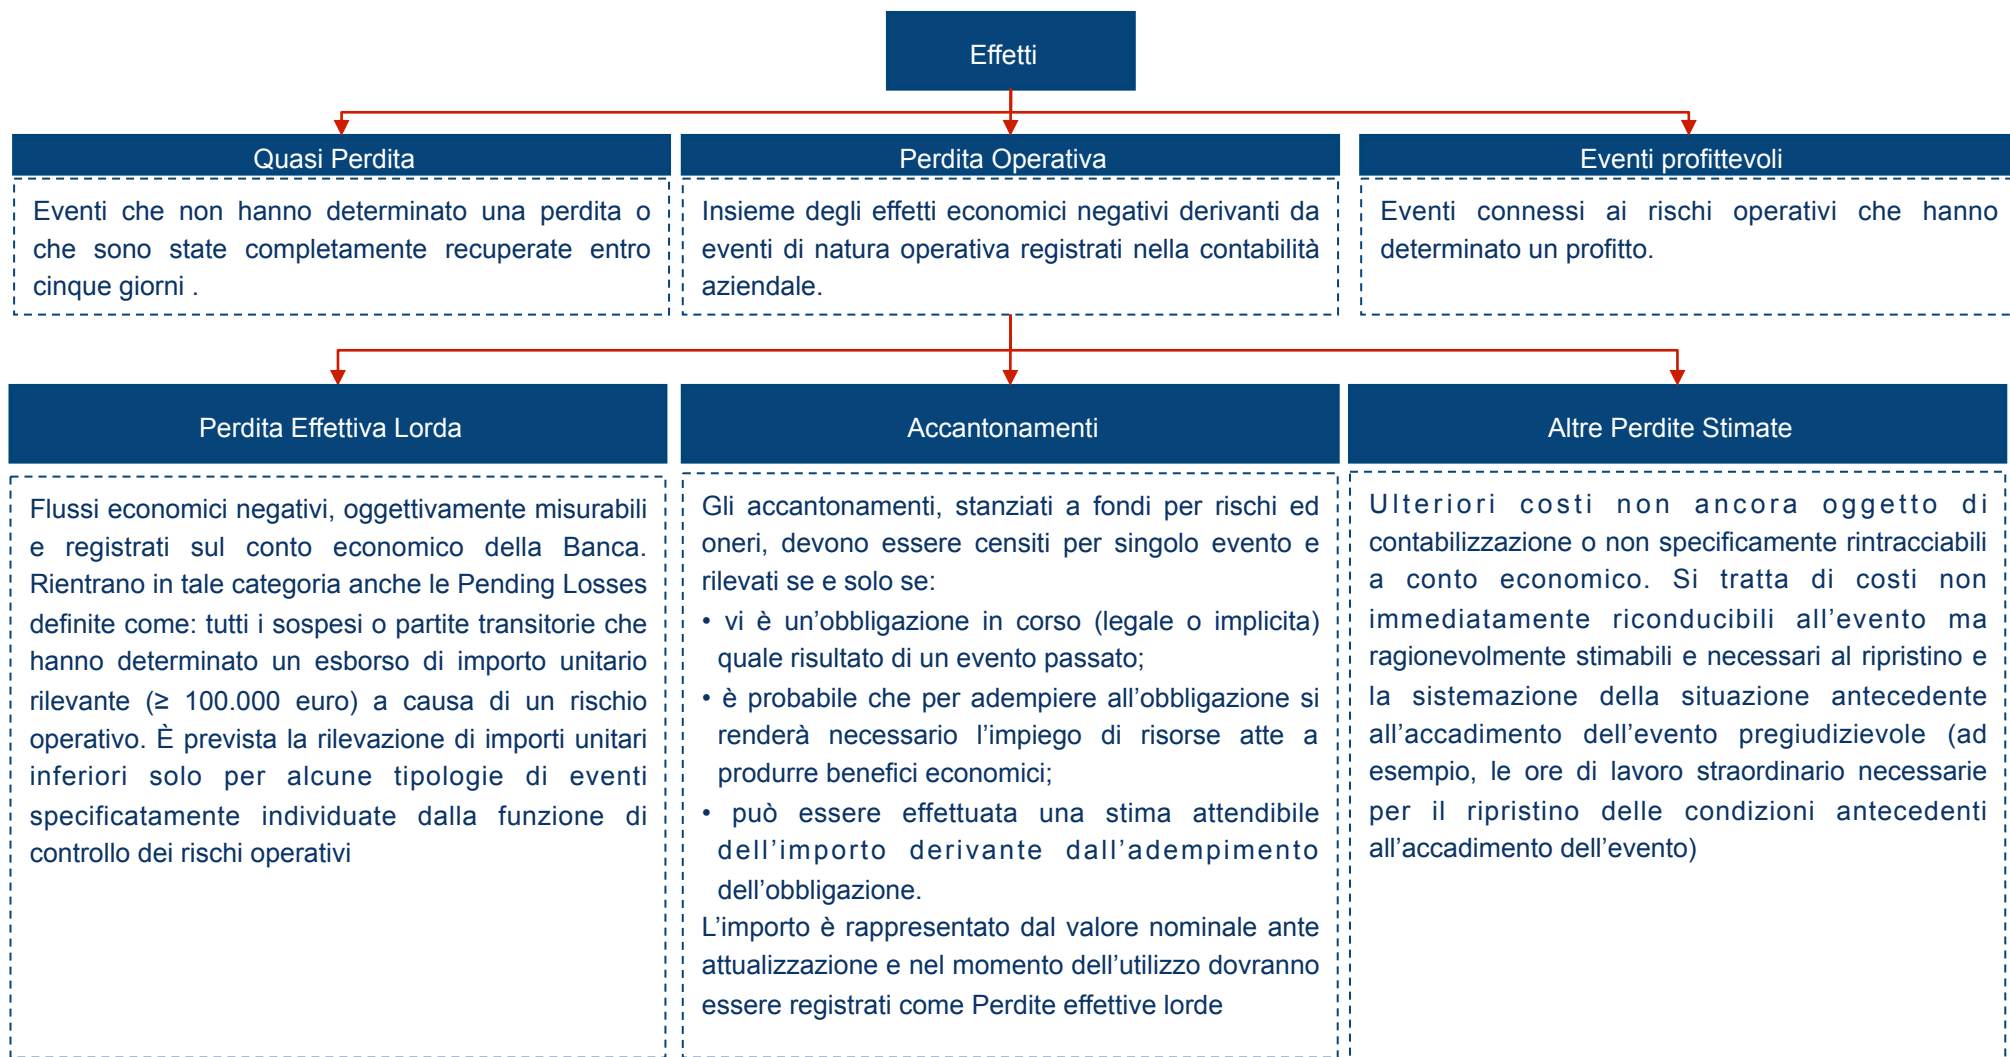 Effetti
Quasi Perdita
Eventi che non hanno determinato una perdita o
che sono state completamente recuperate entro
cinque giorni .
Perdita Operativa
Insieme degli effetti economici negativi derivanti da
eventi di natura operativa registrati nella contabilità
aziendale.
Eventi profittevoli
Eventi connessi ai rischi operativi che hanno
determinato un profitto.
Perdita Effettiva Lorda
Flussi economici negativi, oggettivamente misurabili
e registrati sul conto economico della Banca.
Rientrano in tale categoria anche le Pending Losses
definite come: tutti i sospesi o partite transitorie che
hanno determinato un esborso di importo unitario
rilevante (≥ 100.000 euro) a causa di un rischio
operativo. È prevista la rilevazione di importi unitari
inferiori solo per alcune tipologie di eventi
specificatamente individuate dalla funzione di
controllo dei rischi operativi
Accantonamenti
Gli accantonamenti, stanziati a fondi per rischi ed
oneri, devono essere censiti per singolo evento e
rilevati se e solo se:
• vi è un’obbligazione in corso (legale o implicita)
quale risultato di un evento passato;
• è probabile che per adempiere all’obbligazione si
renderà necessario l’impiego di risorse atte a
produrre benefici economici;
• può essere effettuata una stima attendibile
dell’importo derivante dall’adempimento
dell’obbligazione.
L’importo è rappresentato dal valore nominale ante
attualizzazione e nel momento dell’utilizzo dovranno
essere registrati come Perdite effettive lorde
Altre Perdite Stimate
Ulteriori costi non ancora oggetto di
contabilizzazione o non specificamente rintracciabili
a conto economico. Si tratta di costi non
immediatamente riconducibili all’evento ma
ragionevolmente stimabili e necessari al ripristino e
la sistemazione della situazione antecedente
all’accadimento dell’evento pregiudizievole (ad
esempio, le ore di lavoro straordinario necessarie
per il ripristino delle condizioni antecedenti
all’accadimento dell’evento)